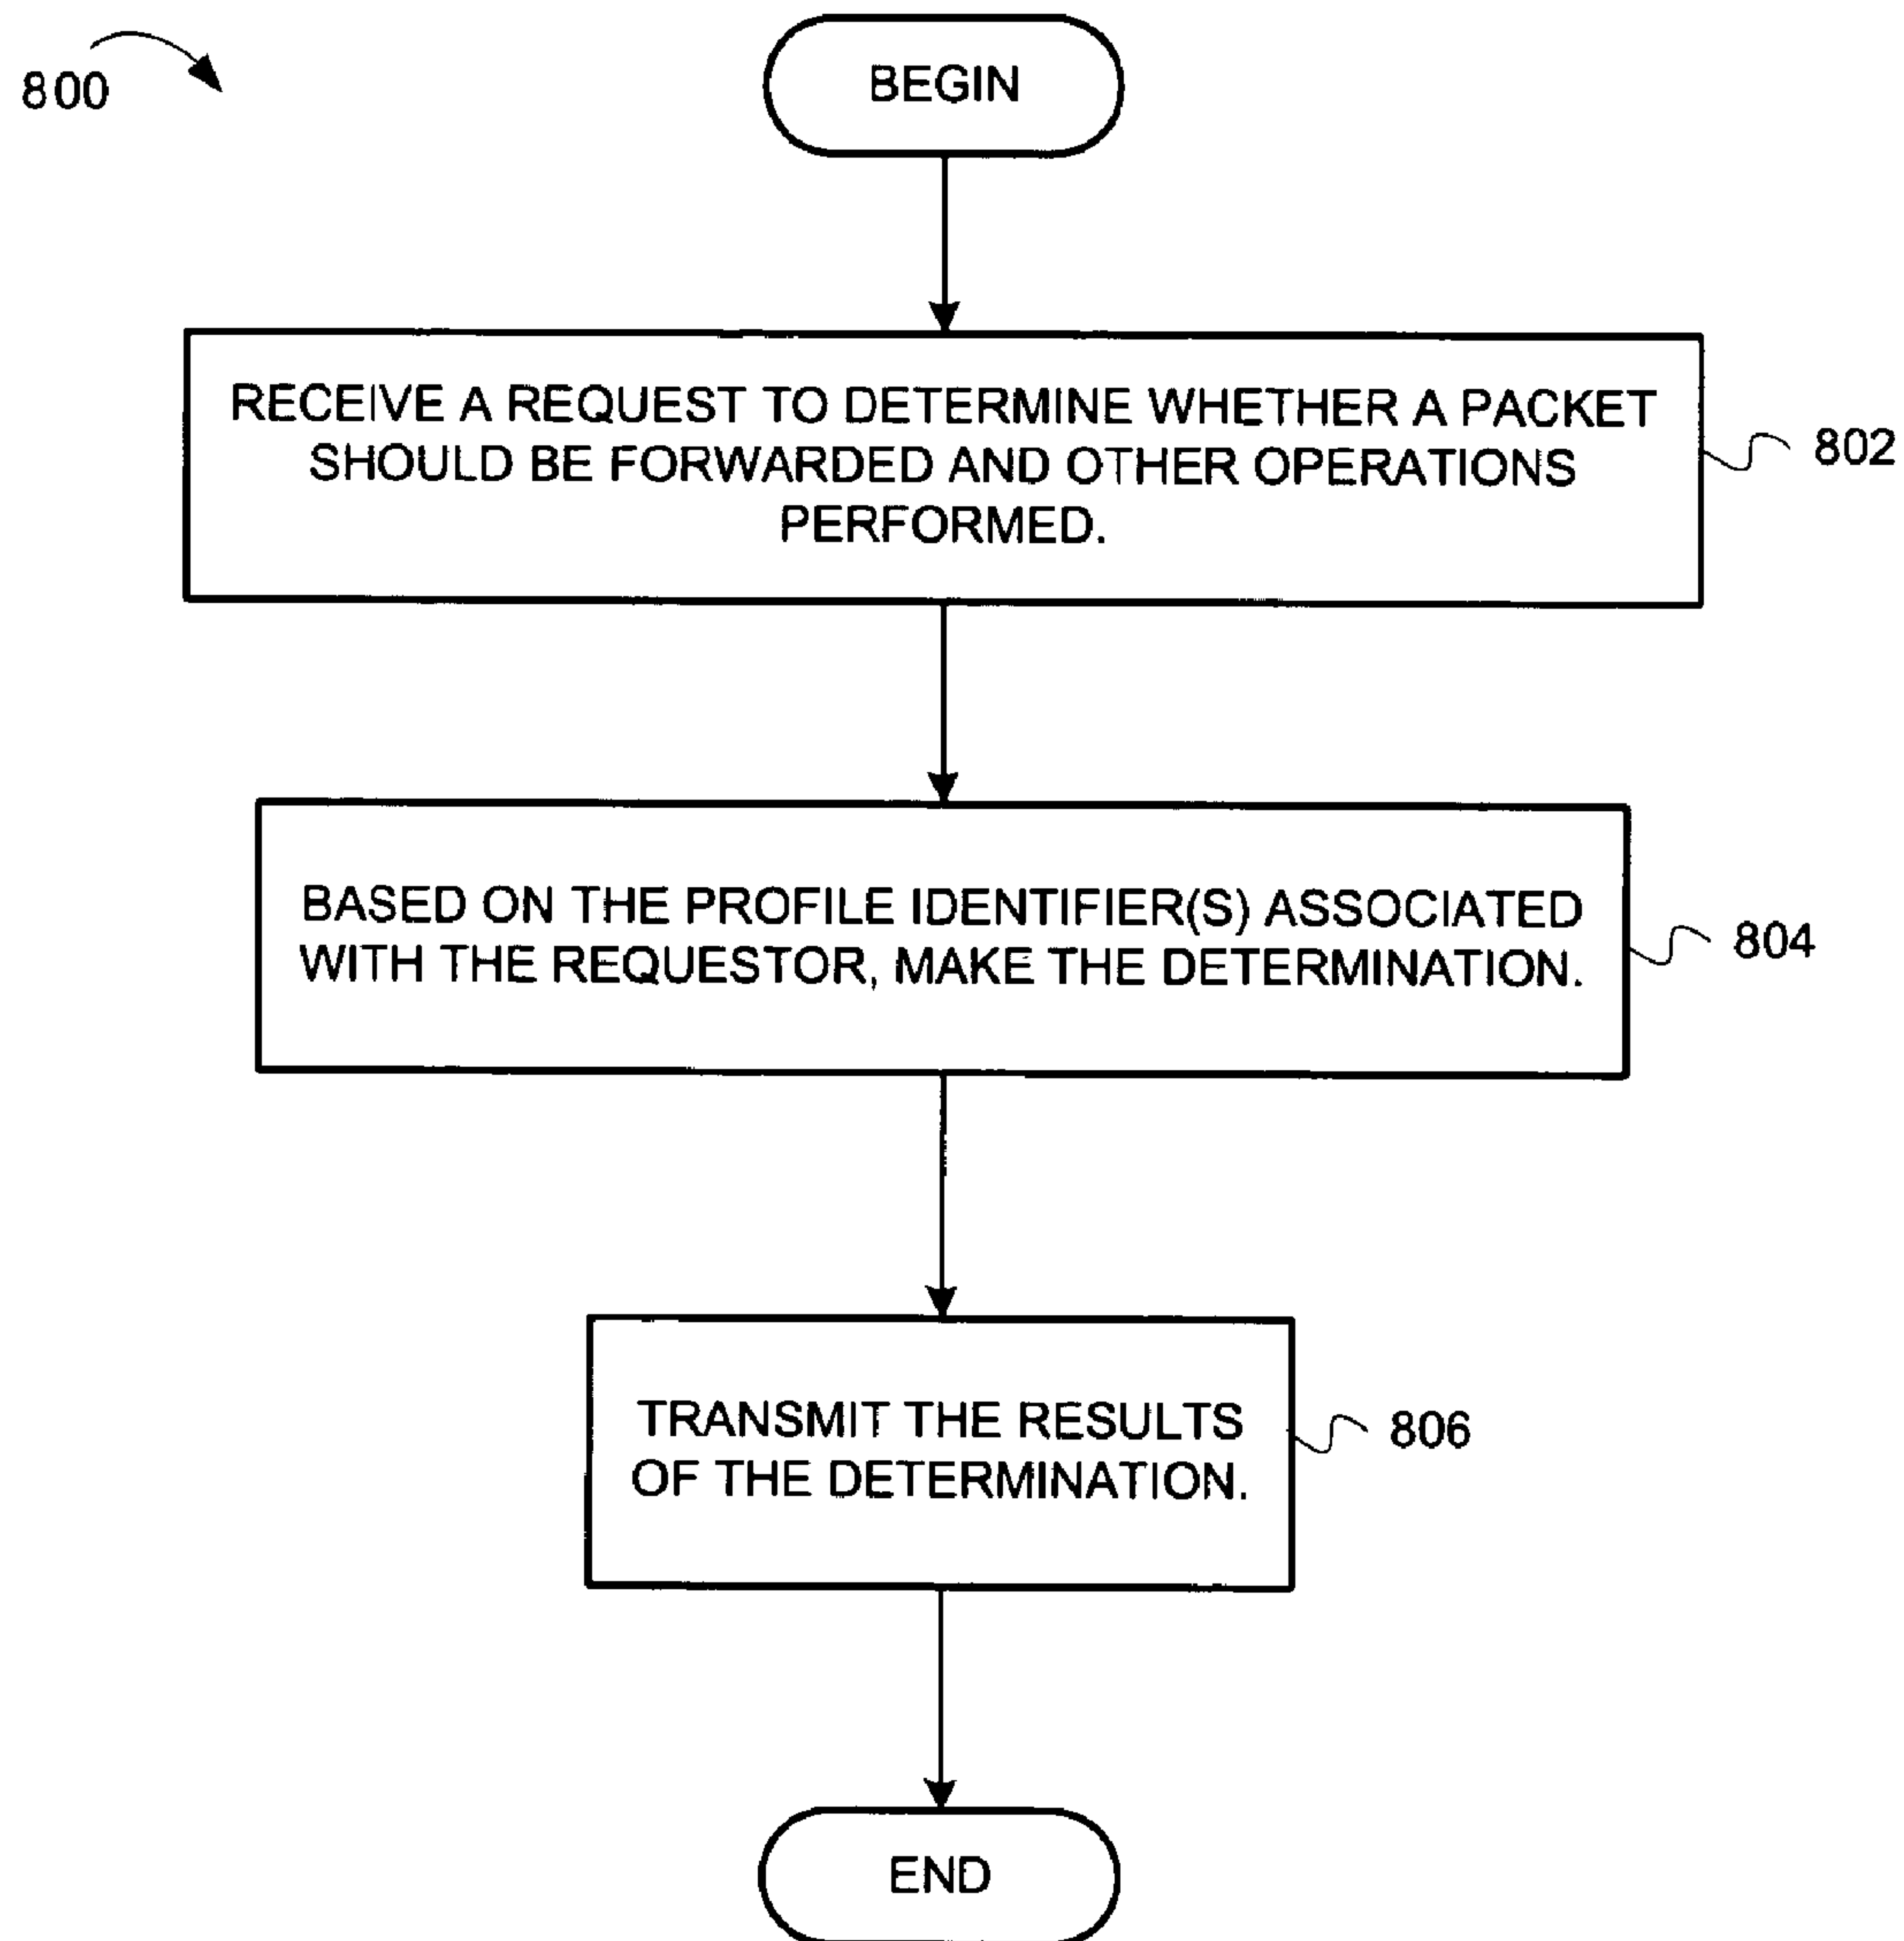 800
BEGIN
RECEIVE A REQUEST TO DETERMINE WHETHER A PACKET
SHOULD BE FORWARDED AND OTHER OPERATIONS
PERFORMED.
802
BASED ON THE PROFILE IDENTIFIER(S) ASSOCIATED
WITH THE REQUESTOR, MAKE THE DETERMINATION.
804
TRANSMIT THE RESULTS
OF THE DETERMINATION.
806
END